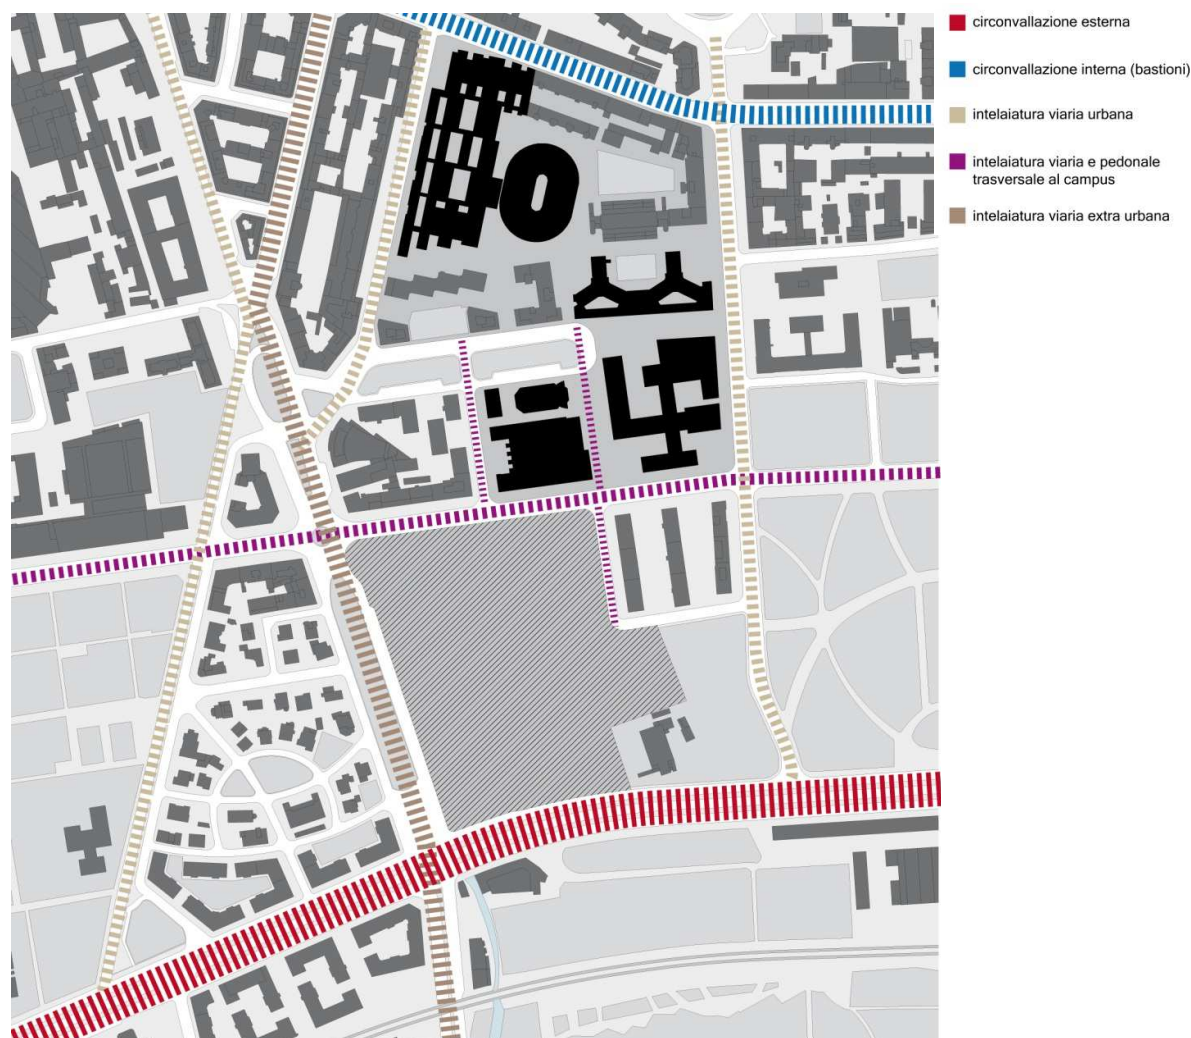 circonvallazione esterna
circonvallazione interna (bastioni)
intelaiatura viaria urbana
intelaiatura viaria e pedonale
trasversale al campus
intelaiatura viaria extra urbana